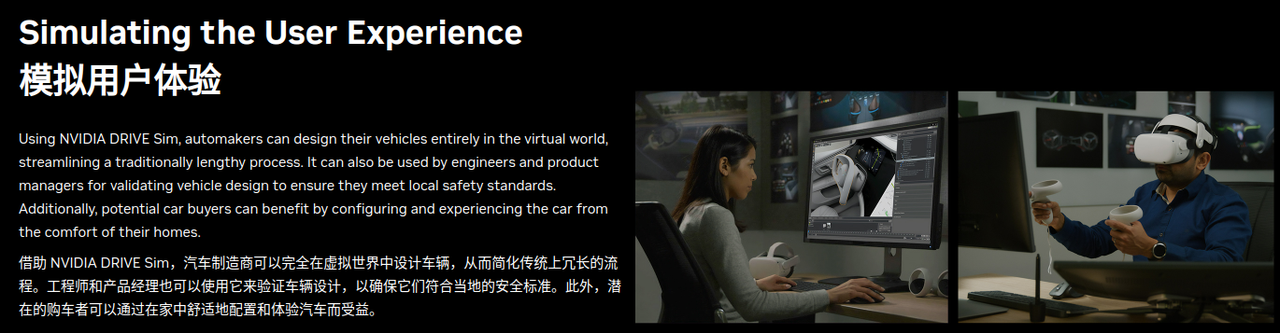 Simulating the User Experience
模拟用户体验
Using NVIDIA DRIVE Sim, automakers can design their vehicles entirely in the virtual world,
streamlining a traditionally lengthy process. It can also be used by engineers and product
managers for validating vehicle design to ensure they meet local safety standards.
Additionally, potential car buyers can benefit by configuring and experiencing the car from
the comfort of their homes.
借助 NVIDIA DRIVE Sim，汽车制造商可以完全在虚拟世界中设计车辆，从而简化传统上冗长的流
程。工程师和产品经理也可以使用它来验证车辆设计，以确保它们符合当地的安全标准。此外，潜
在的购车者可以通过在家中舒适地配置和体验汽车而受益。